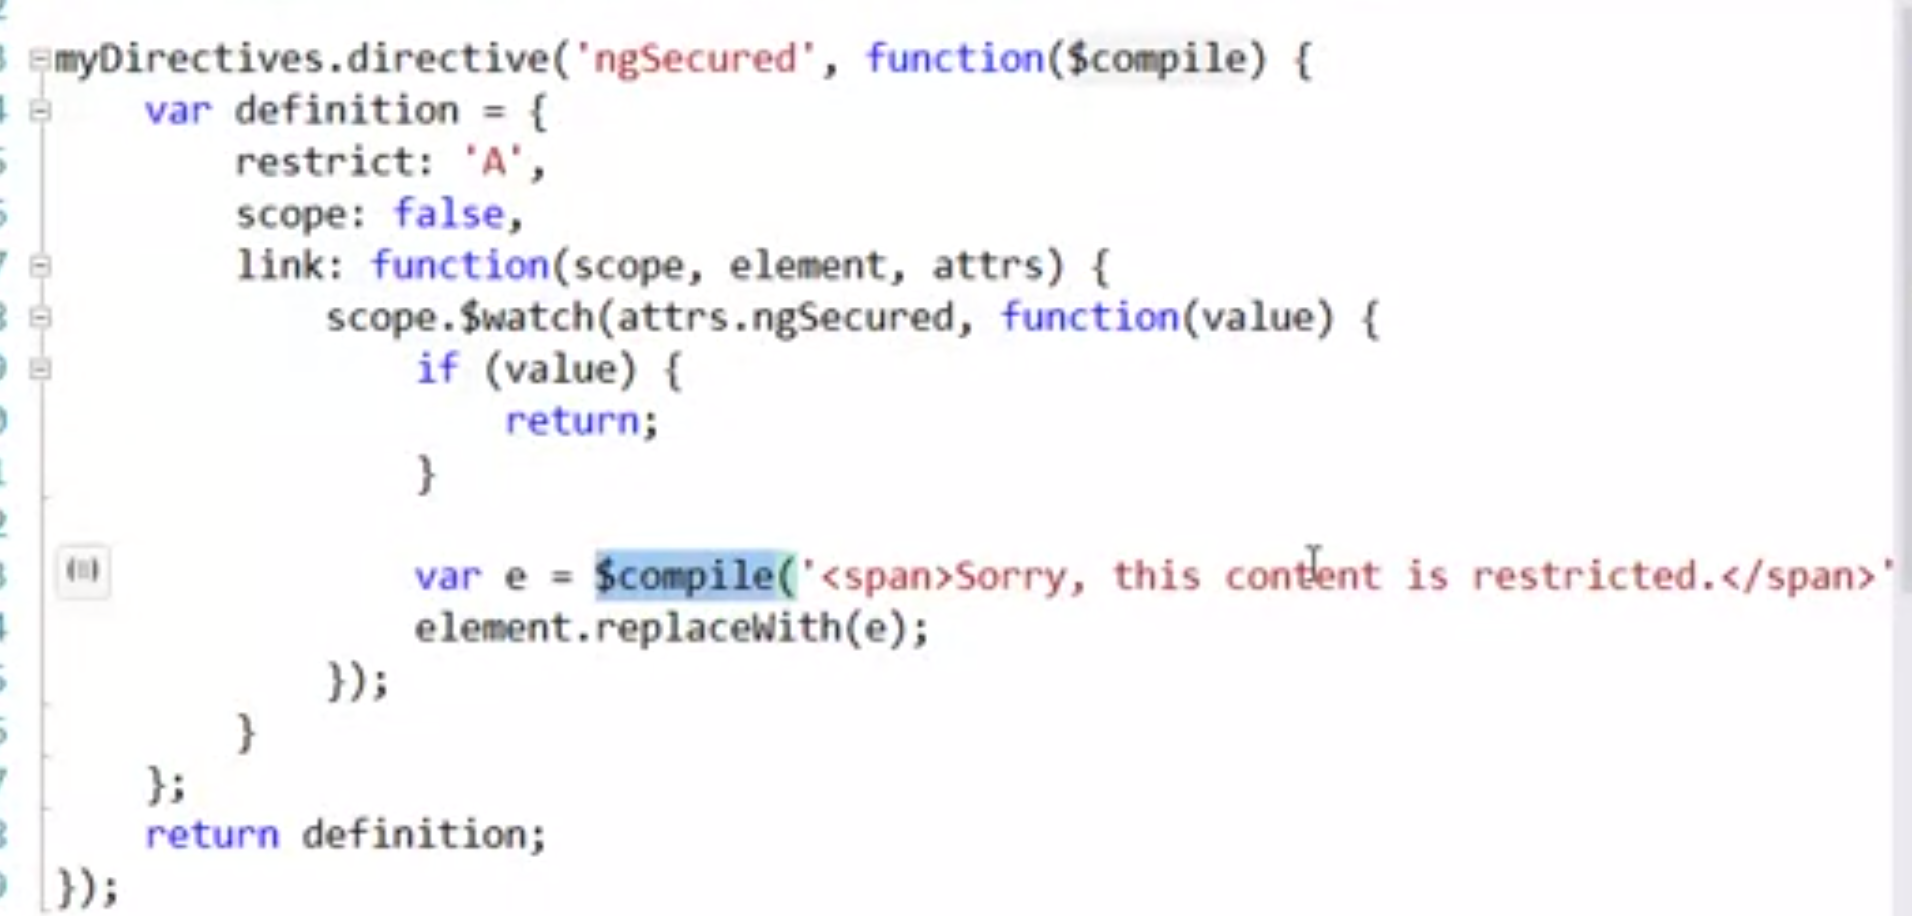 myDirectives.directive('ngSecured', function($compile) {
    var definition = {
        restrict: 'A',
        scope: false,
        link: function(scope, element, attrs) {
            scope.$watch(attrs.ngSecured, function(value) {
                if (value) {
                    return;
                }
                var e = $compile('<span>Sorry, this content is restricted.</span>'
                element.replaceWith(e);
            });
        }
    };
    return definition;
});